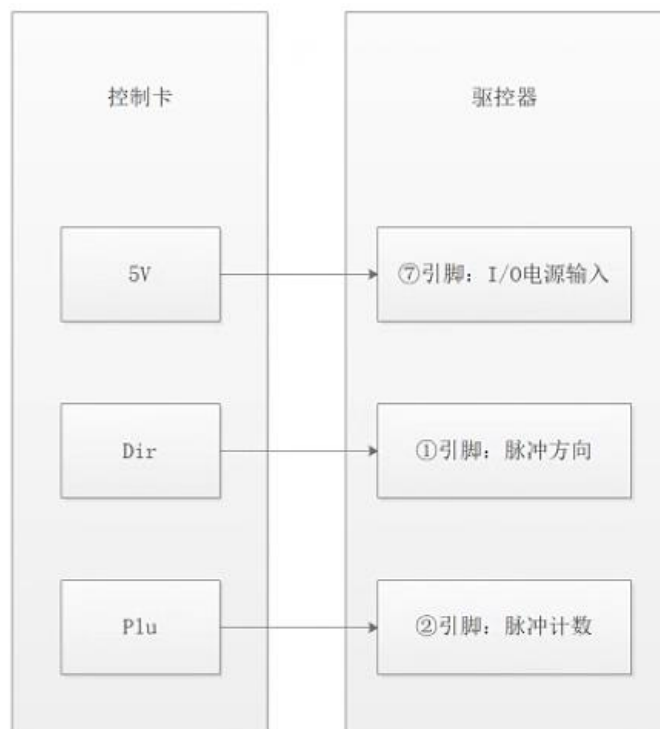 控制卡
驱控器
5V
⑦引脚: I/O电源输入
Dir
①引脚: 脉冲方向
Plu
②引脚: 脉冲计数